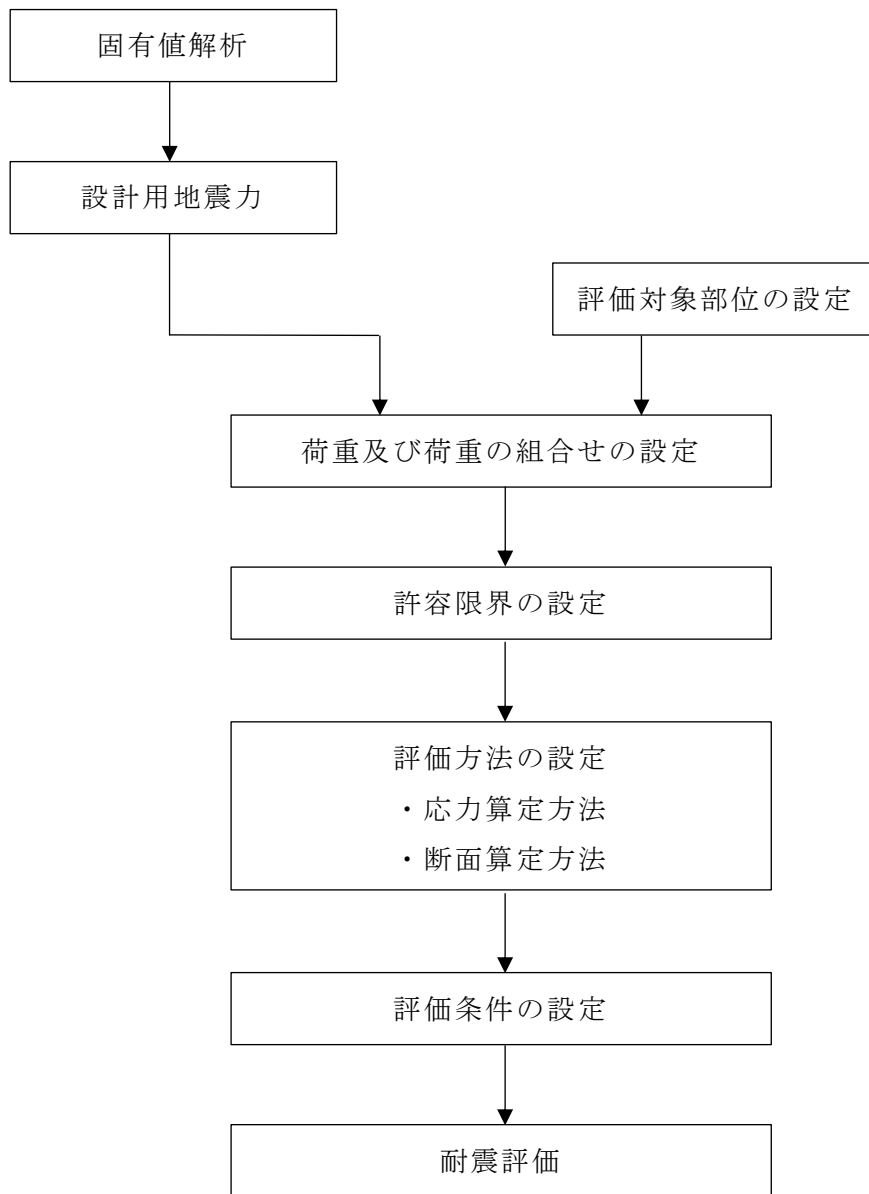 固有値解析
設計用地震力
評価対象部位の設定
荷重及び荷重の組合せの設定
許容限界の設定
評価方法の設定
・応力算定方法
・断面算定方法
評価条件の設定
耐震評価